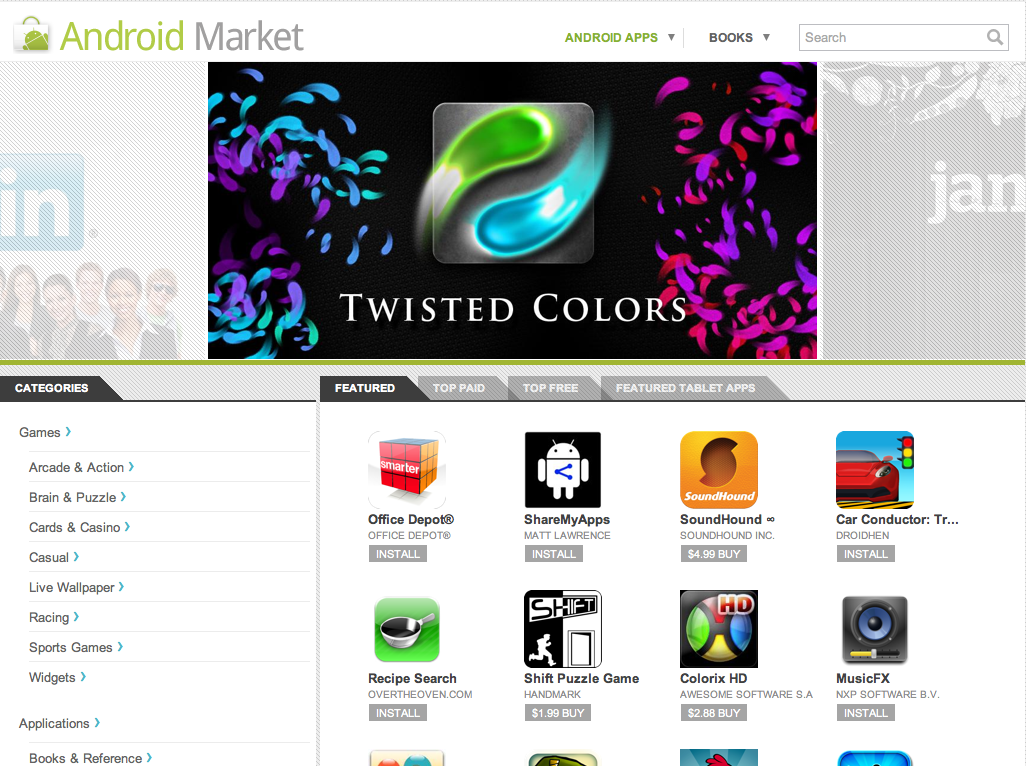 Android Market
ANDROID APPS
BOOKS
Search
in
®
TWISTED COLORS
jam
CATEGORIES
FEATURED
TOP PAID
TOP FREE
FEATURED TABLET APPS
Games
Arcade & Action
Brain & Puzzle
Cards & Casino
Casual
Live Wallpaper
Racing
Sports Games
Widgets
Applications
Books & Reference
smarter
SoundHound
Office Depot®
ShareMyApps
SoundHound ∞
Car Conductor: Tr...
OFFICE DEPOT®
MATT LAWRENCE
SOUNDHOUND INC.
DROIDHEN
INSTALL
INSTALL
$4.99 BUY
INSTALL
SHIFT
HD
Recipe Search
Shift Puzzle Game
Colorix HD
MusicFX
OVERTHEOVEN.COM
HANDMARK
AWESOME SOFTWARE S.A
NXP SOFTWARE B.V.
INSTALL
$1.99 BUY
$2.88 BUY
INSTALL